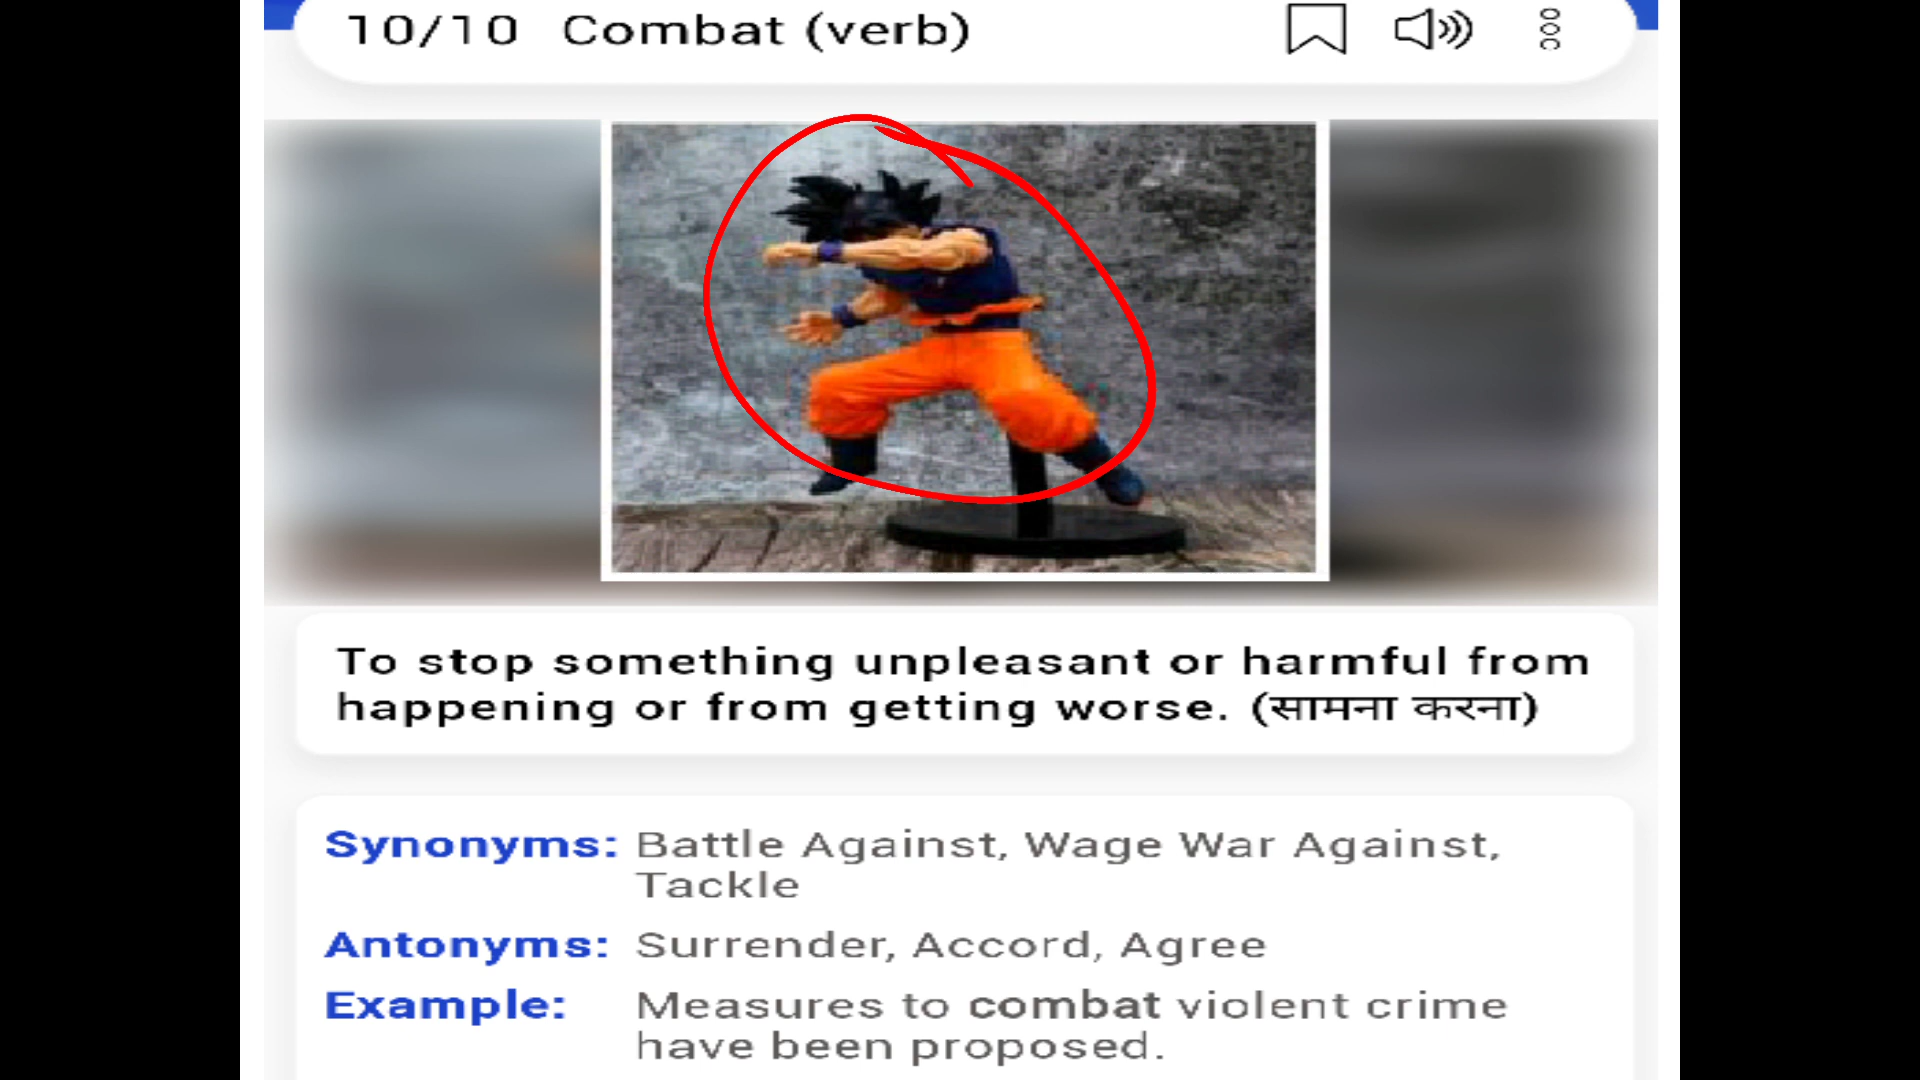 10/10 Combat (verb)
To stop something unpleasant or harmful from
happening or from getting worse. (सामना करना)
Synonyms: Battle Against, Wage War Against,
Tackle
Antonyms: Surrender, Accord, Agree
Example: Measures to combat violent crime
have been proposed.